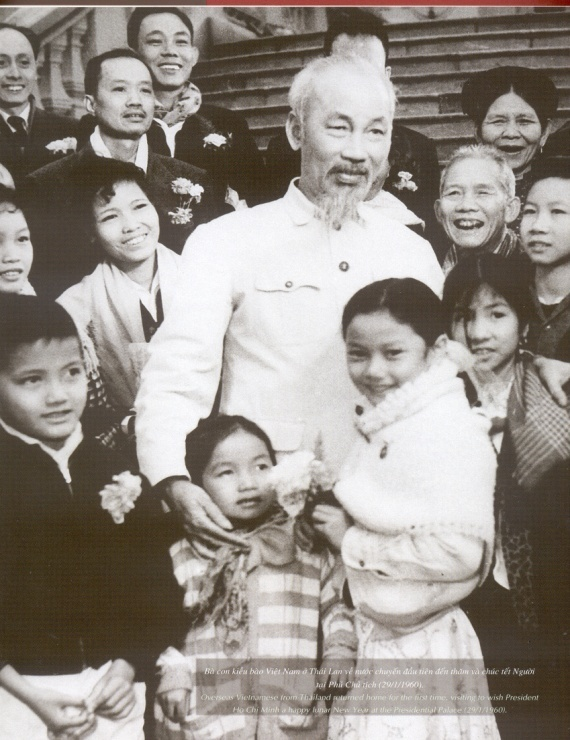 Bà con kiều bào Việt Nam ở Thái Lan về nước chuyến đầu tiên đến thăm và chúc tết Người
tại Phủ Chủ tịch (29/1/1960).
Overseas Vietnamese from Thailand returned home for the first time, visiting to wish President
Ho Chi Minh a happy lunar New Year at the Presidential Palace (29/1/1960).